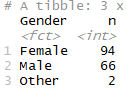 # A tibble: 3 x
Gender n
<fct> <int>
1 Female 94
2 Male 66
3 Other 2